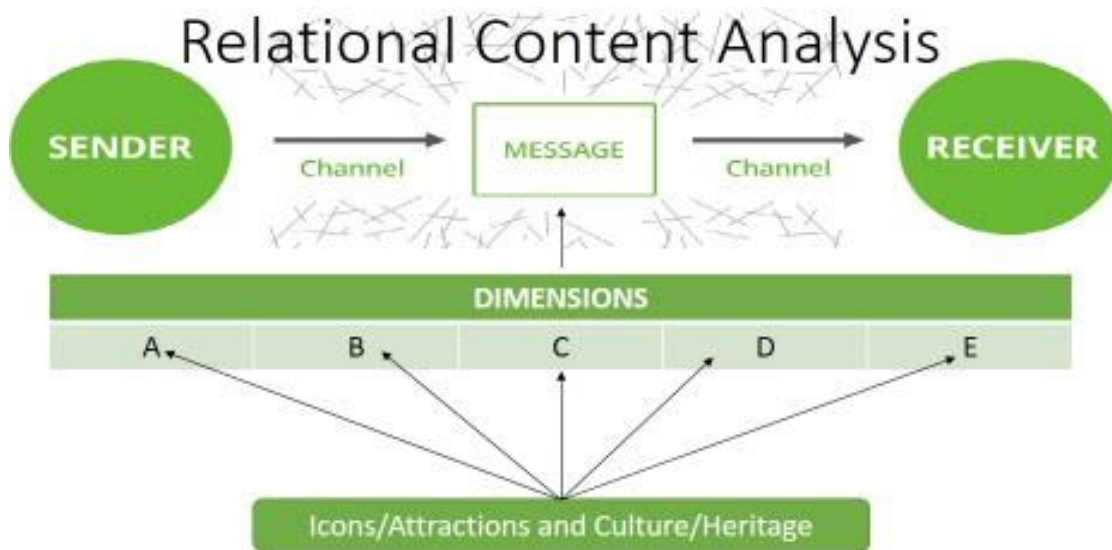 Relational Content Analysis
SENDER
Channel
MESSAGE
Channel
RECEIVER
DIMENSIONS
A B C D E
Icons/Attractions and Culture/Heritage